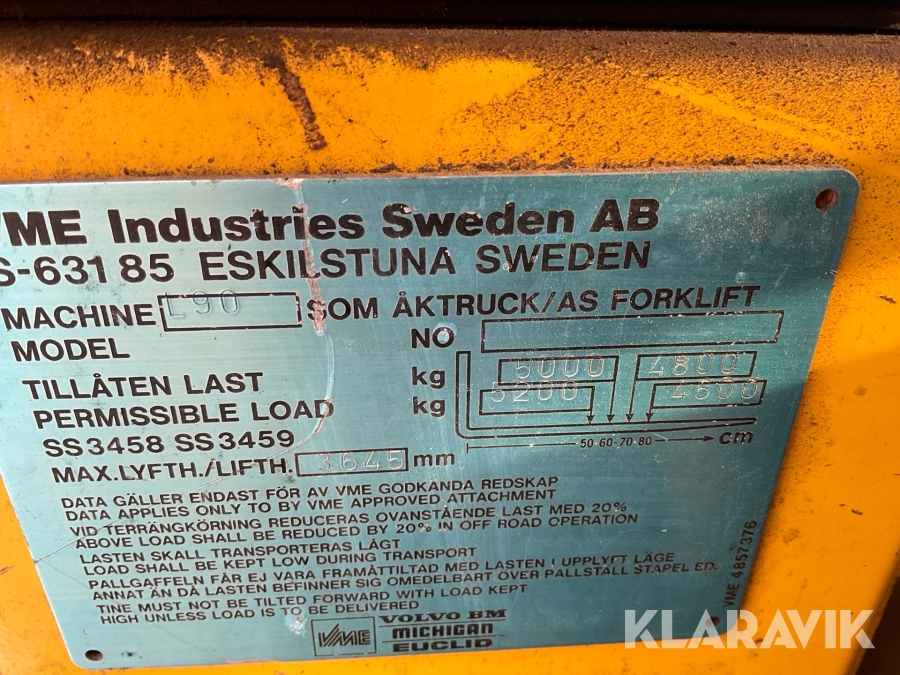 VME Industries Sweden AB
S-631 85 ESKILSTUNA SWEDEN
MACHINE L90 SOM ÅKTRUCK/AS FORKLIFT
MODEL NO
TILLÅTEN LAST kg 5000 4800
PERMISSIBLE LOAD kg 5200 4600
SS3458 SS3459
50-60-70-80 cm
MAX.LYFTH./LIFTH. 3645 mm
DATA GÄLLER ENDAST FÖR AV VME GODKÄNDA REDSKAP
DATA APPLIES ONLY TO BY VME APPROVED ATTACHMENT
VID TERRÄNGKÖRNING REDUCERAS OVANSTÅENDE LAST MED 20%
ABOVE LOAD SHALL BE REDUCED BY 20% IN OFF ROAD OPERATION
LASTEN SKALL TRANSPORTERAS LÅGT
LOAD SHALL BE KEPT LOW DURING TRANSPORT
PALLGAFFELN FÅR EJ VARA FRAMÅTTILTAD MED LASTEN I UPPLYFT LÄGE
ANNAT ÄN DÅ LASTEN BEFINNER SIG OMEDELBART ÖVER PALLSTÄLL STAPEL ED.
TINE MUST NOT BE TILTED FORWARD WITH LOAD KEPT
HIGH UNLESS LOAD IS TO BE DELIVERED
VME VOLVO BM
MICHIGAN
EUCLID
VME 4857376
KLARAVIK